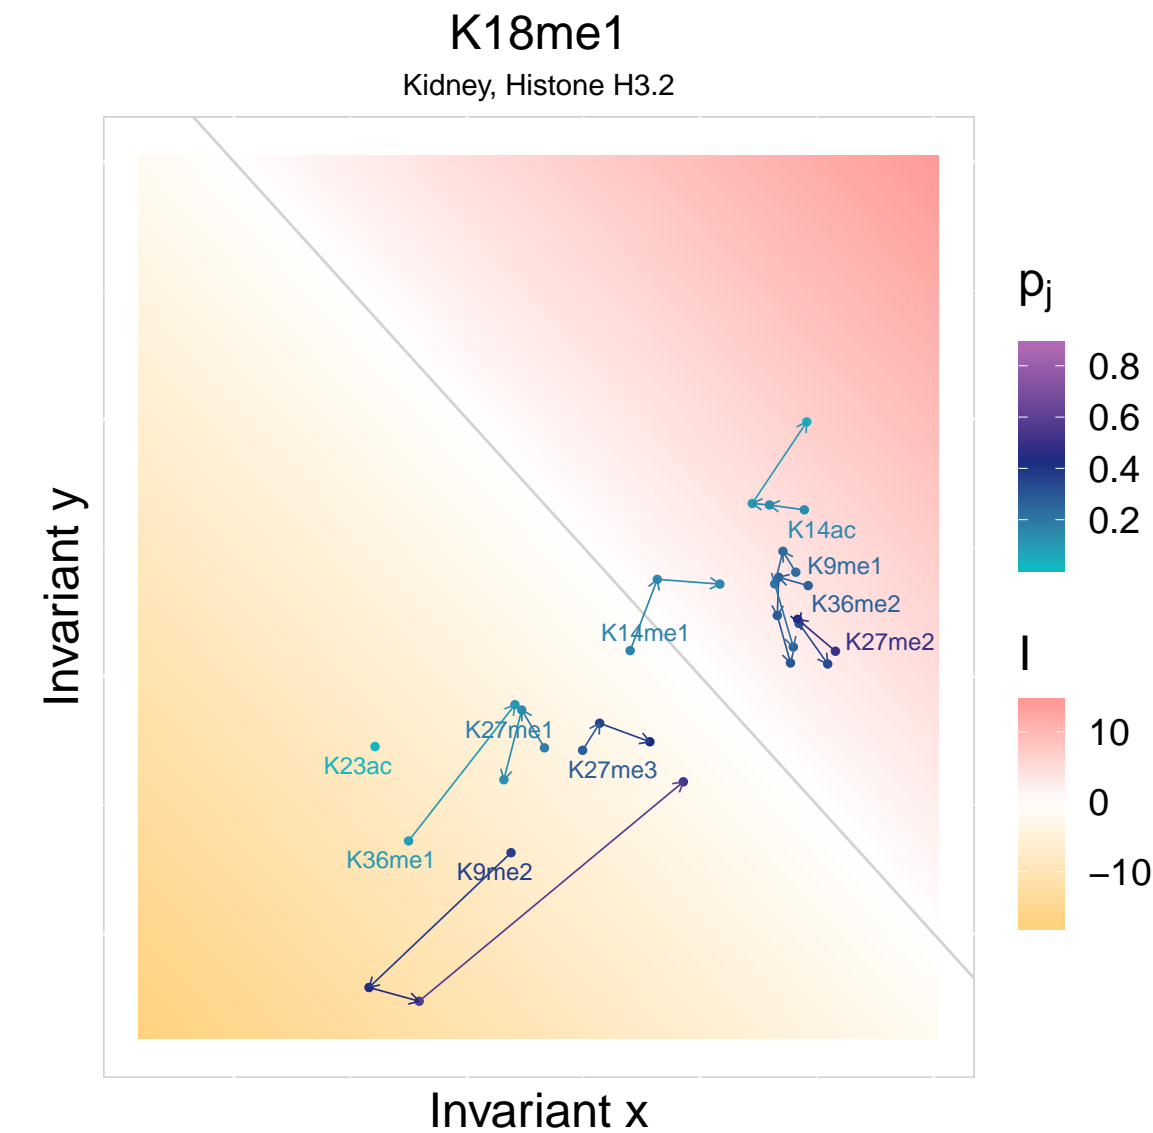 K18me1
Kidney, Histone H3.2
Invariant y
K14ac
K9me1
K36me2
K14me1
K27me2
K27me1
K23ac
K27me3
K36me1
K9me2
Invariant x
pj
0.8
0.6
0.4
0.2
I
10
0
−10